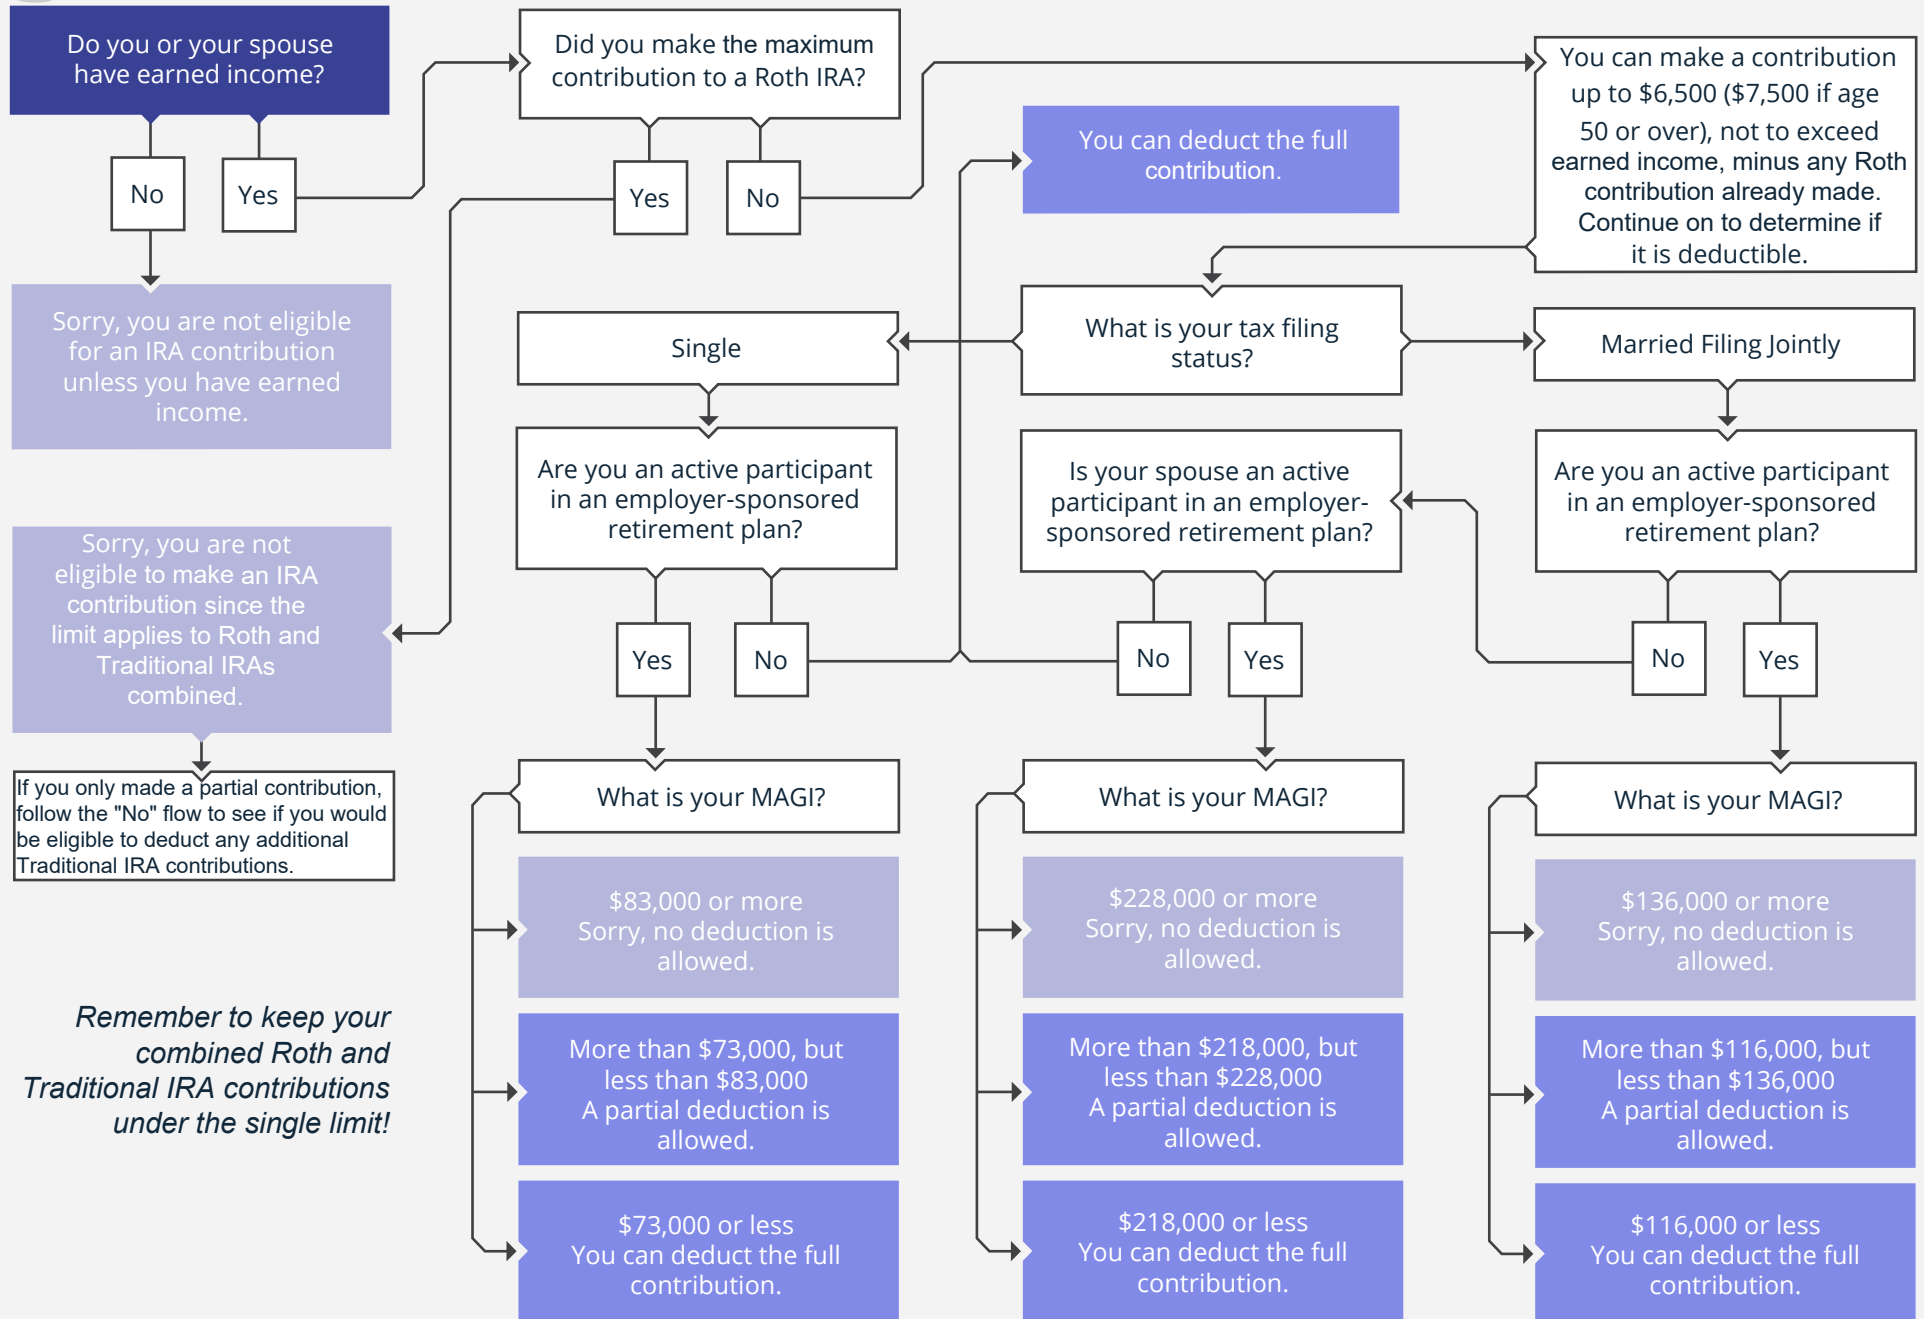 Do you or your spouse
have earned income?
No
Yes
Did you make the maximum
contribution to a Roth IRA?
Yes
No
You can make a contribution
up to $6,500 ($7,500 if age
50 or over), not to exceed
earned income, minus any Roth
contribution already made.
Continue on to determine if
it is deductible.
You can deduct the full
contribution.
Sorry, you are not eligible
for an IRA contribution
unless you have earned
income.
What is your tax filing
status?
Single
Married Filing Jointly
Are you an active participant
in an employer-sponsored
retirement plan?
Yes
No
Is your spouse an active
participant in an employer-
sponsored retirement plan?
No
Yes
Are you an active participant
in an employer-sponsored
retirement plan?
No
Yes
Sorry, you are not
eligible to make an IRA
contribution since the
limit applies to Roth and
Traditional IRAs
combined.
If you only made a partial contribution,
follow the "No" flow to see if you would
be eligible to deduct any additional
Traditional IRA contributions.
What is your MAGI?
$83,000 or more
Sorry, no deduction is
allowed.
More than $73,000, but
less than $83,000
A partial deduction is
allowed.
$73,000 or less
You can deduct the full
contribution.
What is your MAGI?
$228,000 or more
Sorry, no deduction is
allowed.
More than $218,000, but
less than $228,000
A partial deduction is
allowed.
$218,000 or less
You can deduct the full
contribution.
What is your MAGI?
$136,000 or more
Sorry, no deduction is
allowed.
More than $116,000, but
less than $136,000
A partial deduction is
allowed.
$116,000 or less
You can deduct the full
contribution.
Remember to keep your
combined Roth and
Traditional IRA contributions
under the single limit!